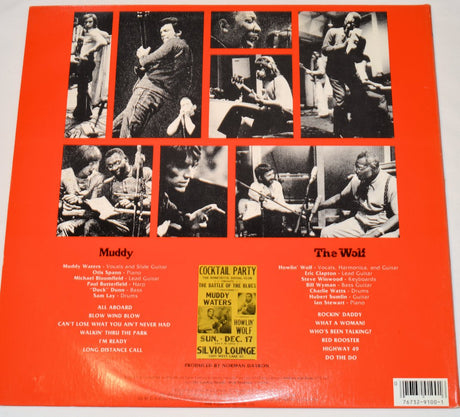 Muddy
Muddy Waters - Vocals and Slide Guitar
Otis Spann - Piano
Michael Bloomfield - Lead Guitar
Paul Butterfield - Harp
"Duck" Dunn - Bass
Sam Lay - Drums
ALL ABOARD
BLOW WIND BLOW
CAN'T LOSE WHAT YOU AIN'T NEVER HAD
WALKIN' THRU THE PARK
I'M READY
LONG DISTANCE CALL
COCKTAIL PARTY
THE BATTLE OF THE BLUES
MUDDY
WATERS
HOWLIN'
WOLF
SUN. DEC. 17
SILVIO LOUNGE
PRODUCED BY NORMAN DAYRON
The Wolf
Howlin' Wolf - Vocals, Harmonica, and Guitar
Eric Clapton - Lead Guitar
Steve Winwood - Keyboards
Bill Wyman - Bass Guitar
Charlie Watts - Drums
Hubert Sumlin - Guitar
Ian Stewart - Piano
ROCKIN' DADDY
WHAT A WOMAN!
WHO'S BEEN TALKING?
RED ROOSTER
HIGHWAY 49
DO THE DO
0 76732-9100-1